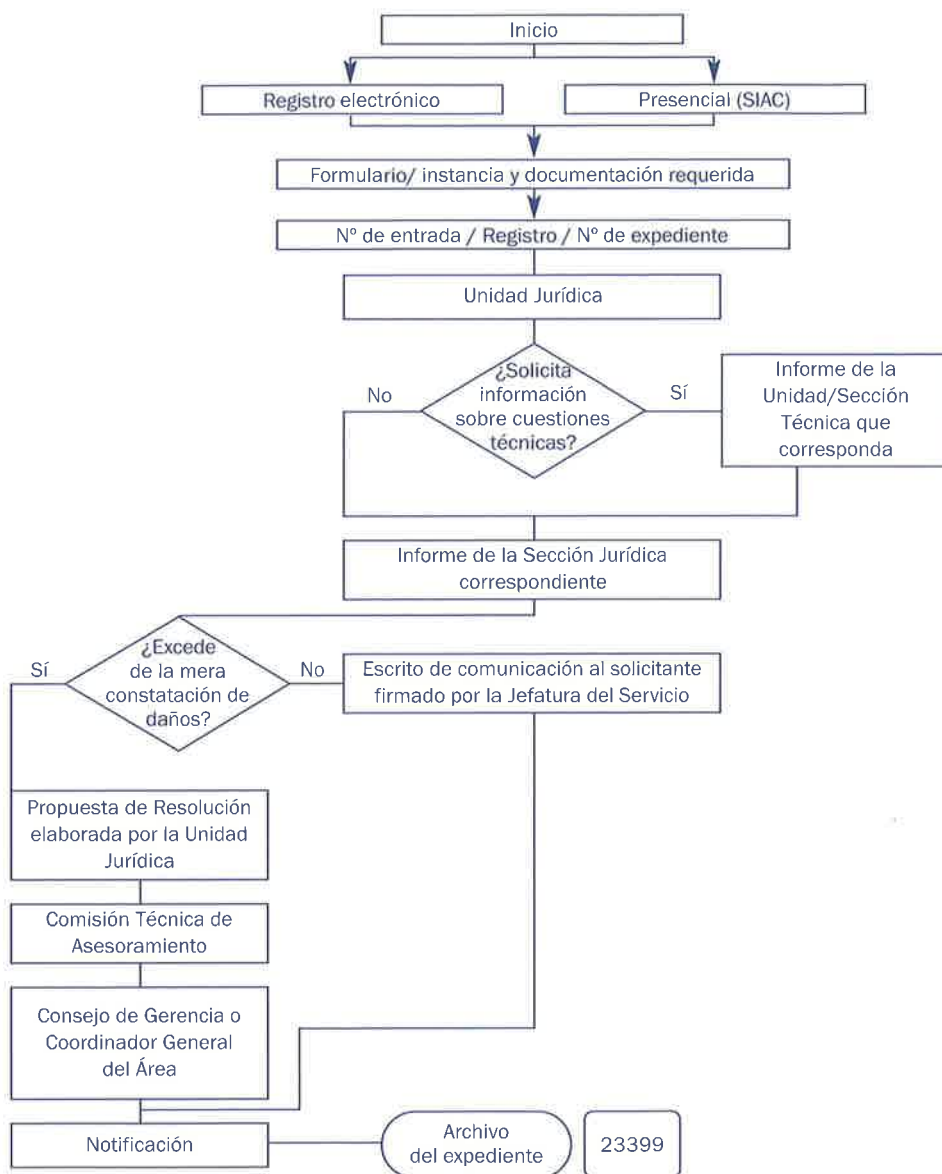 Inicio
Registro electrónico
Presencial (SIAC)
Formulario/ instancia y documentación requerida
Nº de entrada / Registro / Nº de expediente
Unidad Jurídica
¿Solicita
información
sobre cuestiones
técnicas?
No
Sí
Informe de la
Unidad/Sección
Técnica que
corresponda
Informe de la Sección Jurídica
correspondiente
¿Excede
de la mera
constatación de
daños?
Sí
No
Escrito de comunicación al solicitante
firmado por la Jefatura del Servicio
Propuesta de Resolución
elaborada por la Unidad
Jurídica
Comisión Técnica de
Asesoramiento
Consejo de Gerencia o
Coordinador General
del Área
Notificación
Archivo
del expediente
23399